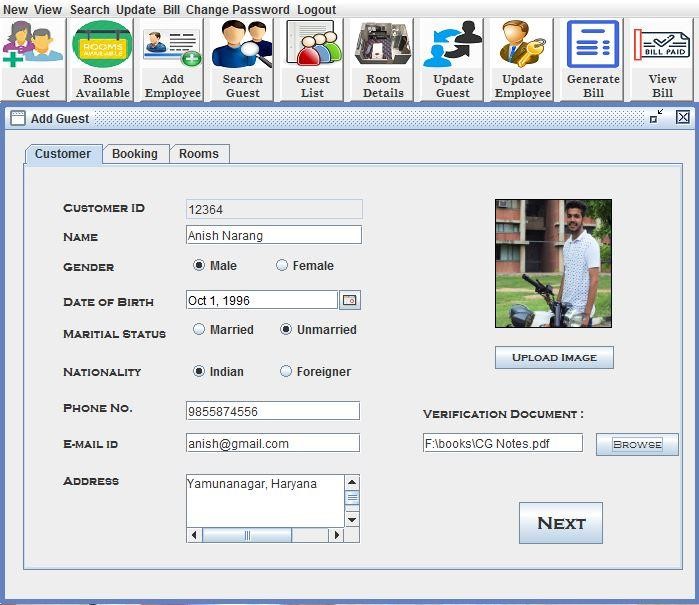 New View Search Update Bill Change Password Logout
ROOMS
AVAILABLE
BILL PAID
Add Guest
Rooms Available
Add Employee
Search Guest
Guest List
Room Details
Update Guest
Update Employee
Generate Bill
View Bill
Add Guest
Customer Booking Rooms
Customer ID 12364
Name Anish Narang
Gender Male Female
Date of Birth Oct 1, 1996
Maritial Status Married Unmarried
Upload Image
Nationality Indian Foreigner
Phone No. 9855874556
Verification Document :
E-mail id anish@gmail.com
F:\books\CG Notes.pdf Browse
Address Yamunanagar, Haryana
Next